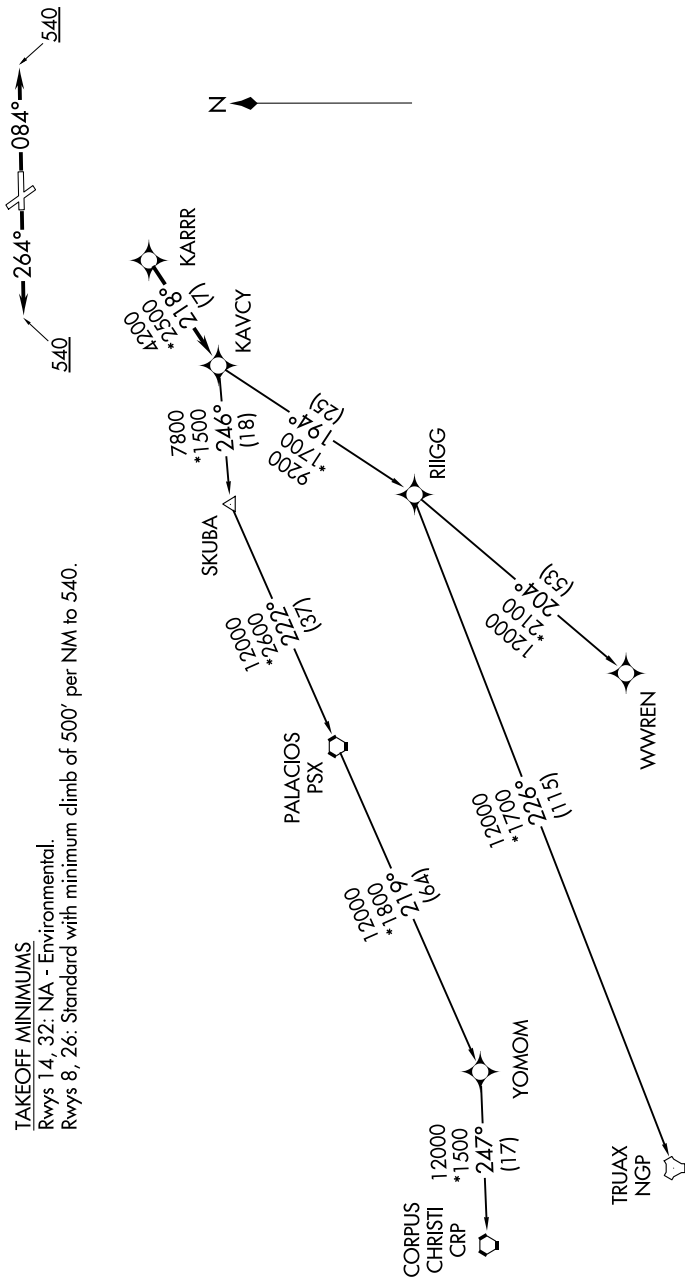 540
084°
264°
540
N
KARRR
4200
*2500
218°
(7)
KAVCY
7800
*1500
246°
(18)
9200
*1700
194°
(25)
SKUBA
RIIGG
12000
*2600
222°
(37)
12000
*2100
204°
(53)
WWREN
PALACIOS
PSX
12000
*1700
226°
(115)
12000
*1800
219°
(64)
YOMOM
12000
*1500
247°
(17)
CORPUS
CHRISTI
CRP
TRUAX
NGP
TAKEOFF MINIMUMS
Rwys 14, 32: NA - Environmental.
Rwys 8, 26: Standard with minimum climb of 500' per NM to 540.